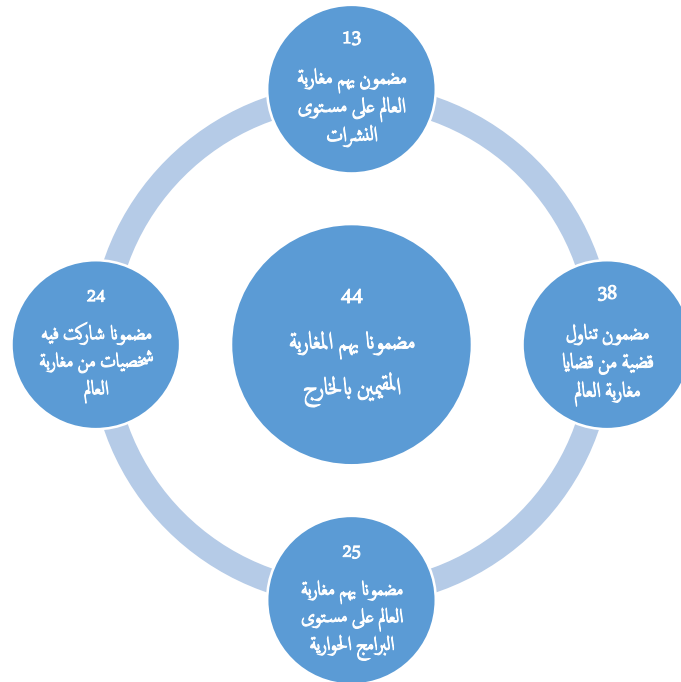 13
مضمون يهم مغاربة
العالم على مستوى
النشرات
38
مضمون تناول
قضية من قضايا
مغاربة العالم
44
مضمونا يهم المغاربة
المقيمين بالخارج
24
مضمونا شاركت فيه
شخصيات من مغاربة
العالم
25
مضمونا يهم مغاربة
العالم على مستوى
البرامج الحوارية